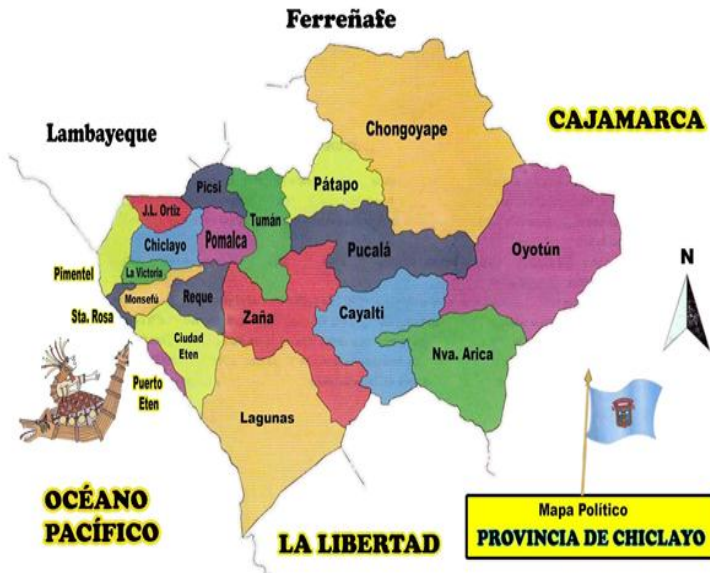 Ferreñafe
Lambayeque
CAJAMARCA
Chongoyape
Picsi
Pátapo
J.L. Ortiz
Tumán
Chiclayo
Pomalca
Pucalá
Oyotún
Pimentel
La Victoria
N
Monsefú
Reque
Sta. Rosa
Zaña
Cayalti
Ciudad
Eten
Nva. Arica
Puerto
Eten
Lagunas
OCÉANO
PACÍFICO
LA LIBERTAD
Mapa Político
PROVINCIA DE CHICLAYO